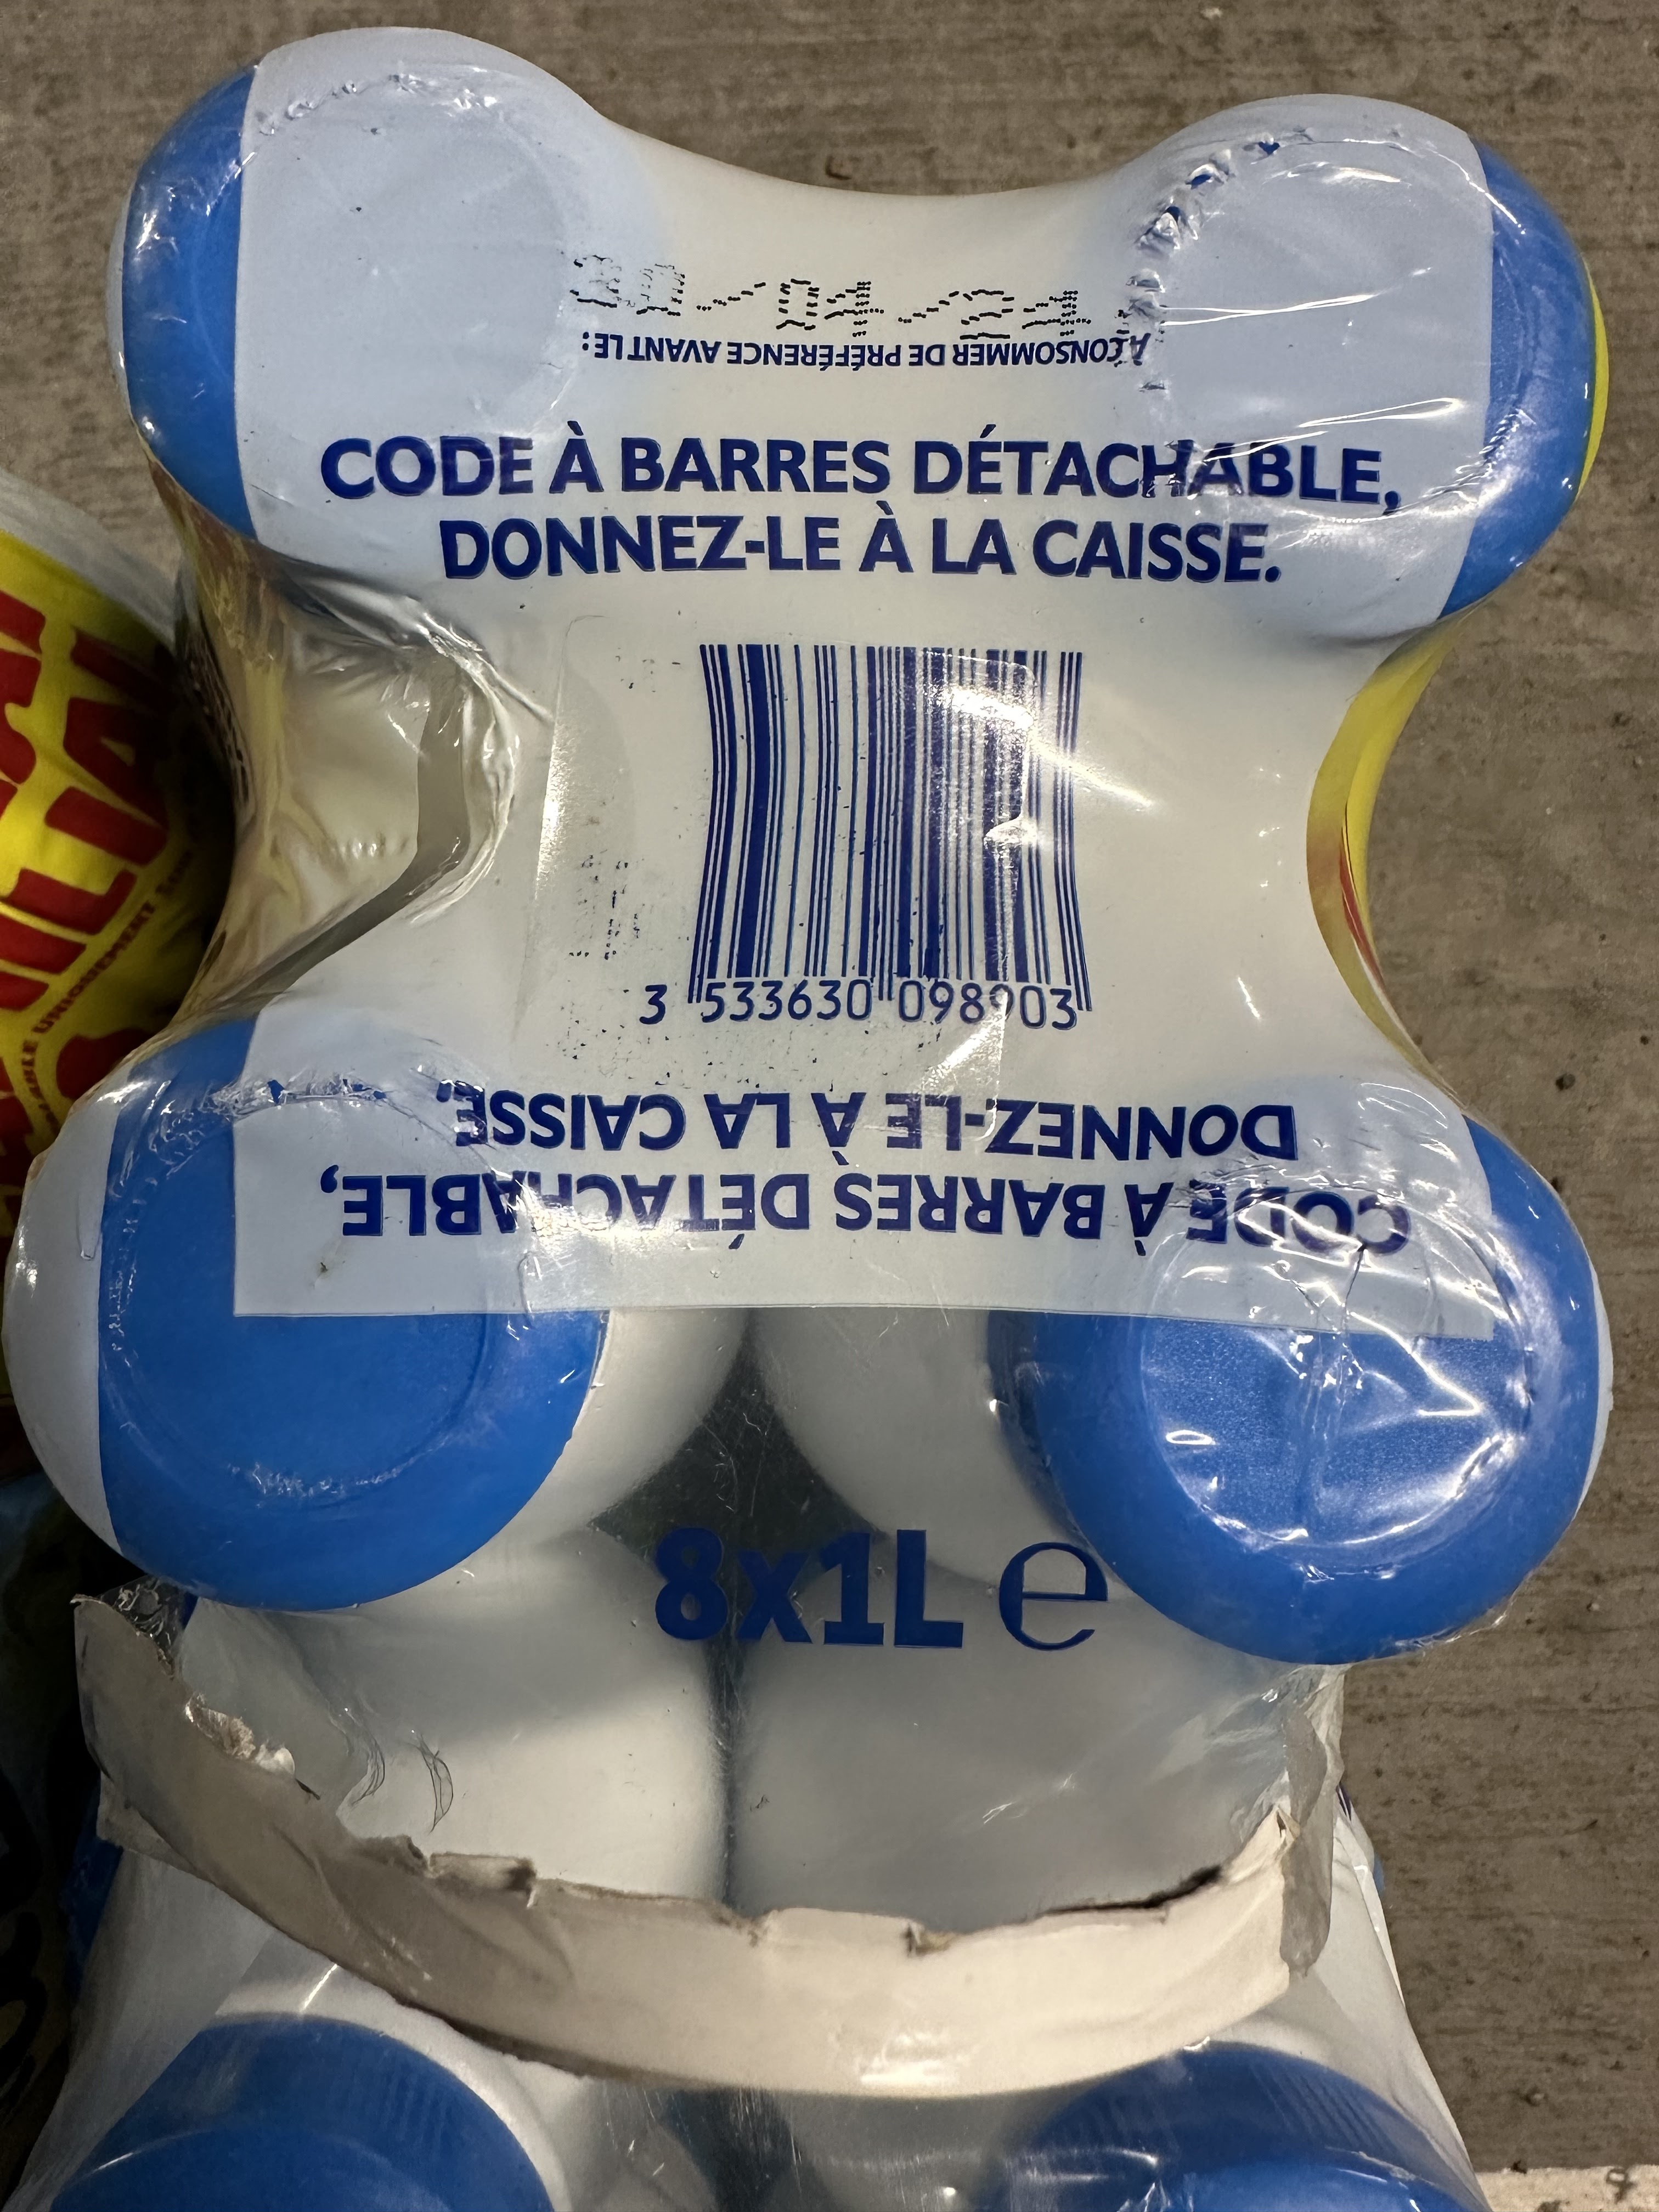 À CONSOMMER DE PRÉFÉRENCE AVANT LE:
CODE À BARRES DÉTACHABLE,
DONNEZ-LE À LA CAISSE.
3 533630 098903
CODE À BARRES DÉTACHABLE,
DONNEZ-LE À LA CAISSE.
8x1L e
UNIQUEMENT